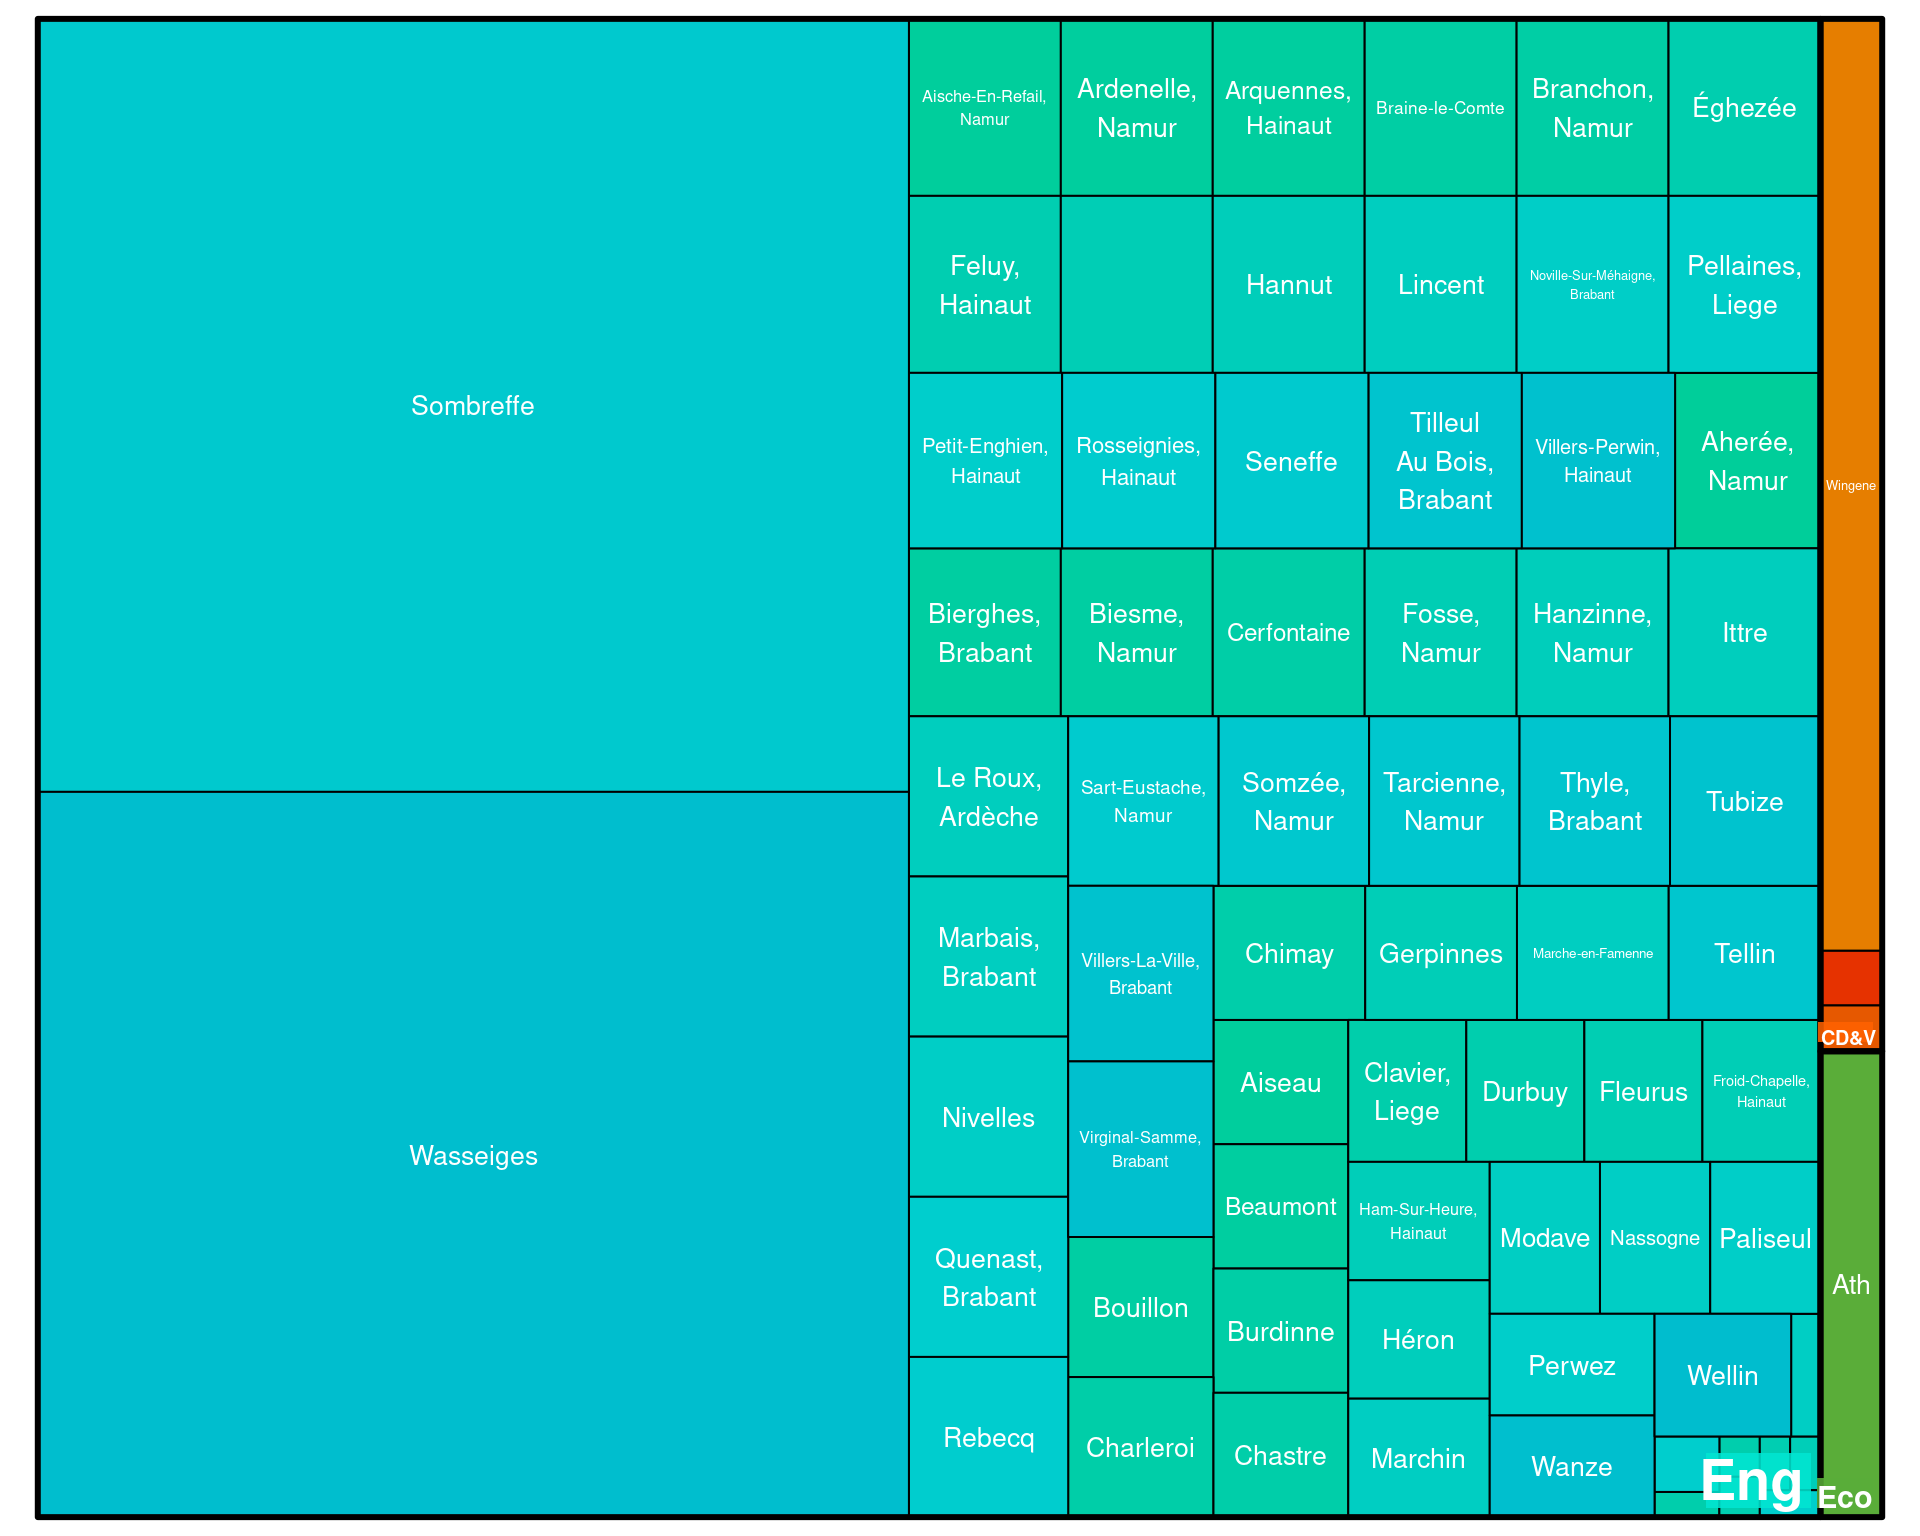 Aische-En-Refail,
Namur
Ardenelle,
Namur
Arquennes,
Hainaut
Braine-le-Comte
Branchon,
Namur
Éghezée
Sombreffe
Feluy,
Hainaut
Hannut
Lincent
Noville-Sur-Méhaigne,
Brabant
Pellaines,
Liege
Petit-Enghien,
Hainaut
Rosseignies,
Hainaut
Seneffe
Tilleul
Au Bois,
Brabant
Villers-Perwin,
Hainaut
Aherée,
Namur
Wingene
Bierghes,
Brabant
Biesme,
Namur
Cerfontaine
Fosse,
Namur
Hanzinne,
Namur
Ittre
Le Roux,
Ardèche
Sart-Eustache,
Namur
Somzée,
Namur
Tarcienne,
Namur
Thyle,
Brabant
Tubize
Marbais,
Brabant
Villers-La-Ville,
Brabant
Chimay
Gerpinnes
Marche-en-Famenne
Tellin
CD&V
Wasseiges
Nivelles
Virginal-Samme,
Brabant
Aiseau
Clavier,
Liege
Durbuy
Fleurus
Froid-Chapelle,
Hainaut
Beaumont
Ham-Sur-Heure,
Hainaut
Modave
Nassogne
Paliseul
Ath
Quenast,
Brabant
Bouillon
Burdinne
Héron
Perwez
Wellin
Rebecq
Charleroi
Chastre
Marchin
Wanze
Eng
Eco